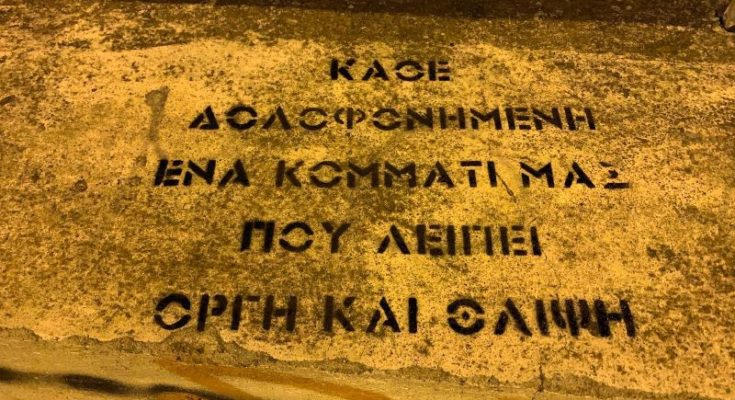 ΚΑΘΕ
ΔΟΛΟΦΟΝΗΜΕΝΗ
ΕΝΑ ΚΟΜΜΑΤΙ ΜΑΣ
ΠΟΥ ΛΕΙΠΕΙ
ΟΡΓΗ ΚΑΙ ΘΛΙΨΗ